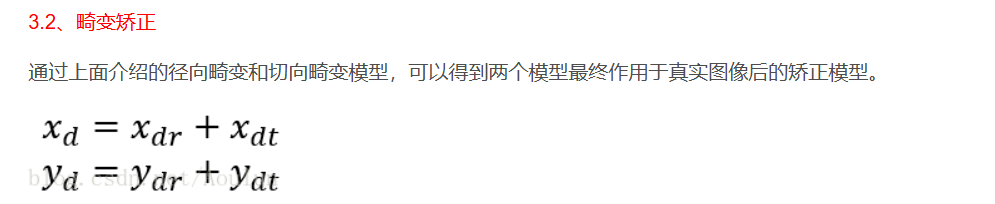 3.2、畸变矫正
通过上面介绍的径向畸变和切向畸变模型，可以得到两个模型最终作用于真实图像后的矫正模型。
x_d = x_dr + x_dt
y_d = y_dr + y_dt